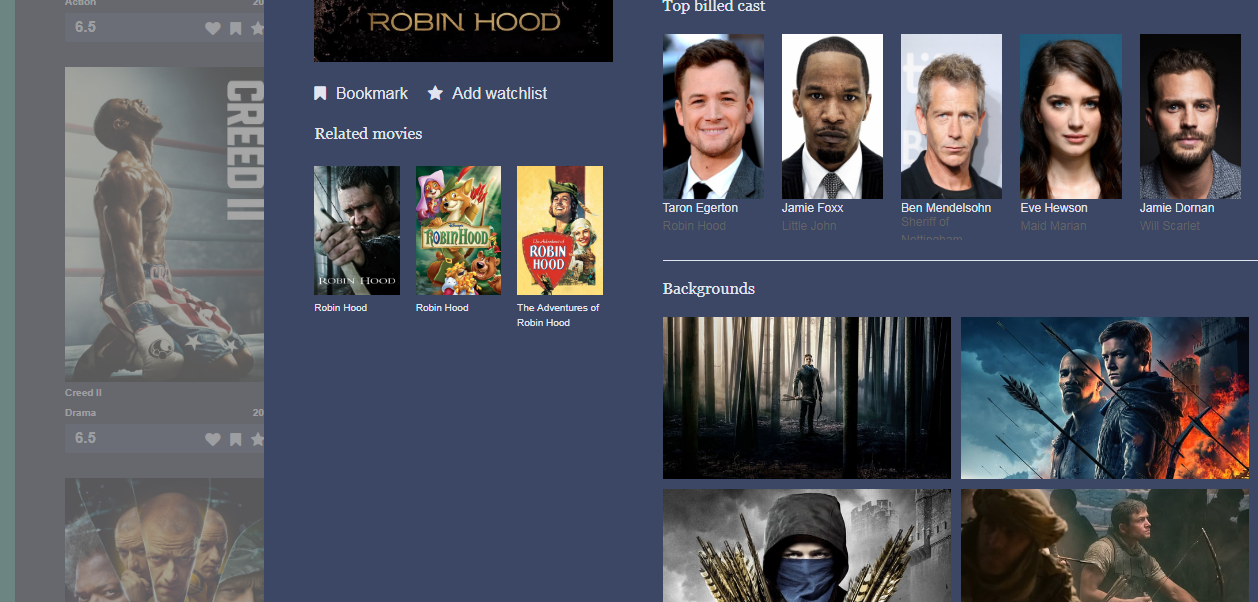 Action
20
6.5
CREED II
Creed II
Drama
20
6.5
ROBIN HOOD
Bookmark
Add watchlist
Related movies
ROBIN HOOD
ROBIN HOOD
ROBIN
HOOD
Robin Hood
Robin Hood
The Adventures of
Robin Hood
Top billed cast
Taron Egerton
Robin Hood
Jamie Foxx
Little John
Ben Mendelsohn
Sheriff of
Nottingham
Eve Hewson
Maid Marian
Jamie Dornan
Will Scarlet
Backgrounds